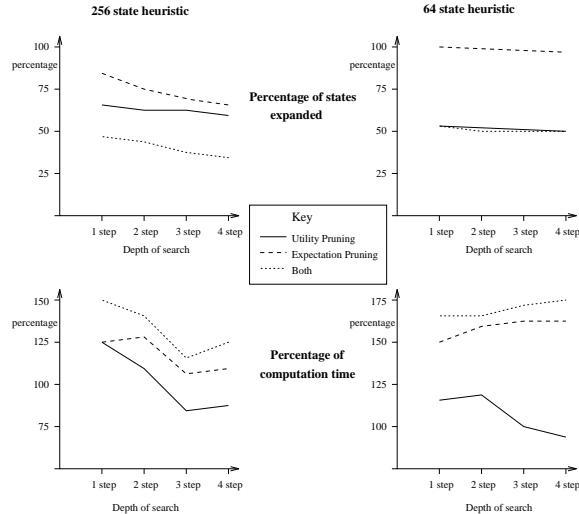 256 state heuristic
64 state heuristic
100
percentage
75
50
25
1 step
2 step
3 step
4 step
Depth of search
Percentage of states
expanded
100
percentage
75
50
25
1 step
2 step
3 step
4 step
Depth of search
Key
Utility Pruning
Expectation Pruning
Both
150
percentage
125
100
75
1 step
2 step
3 step
4 step
Depth of search
Percentage of
computation time
175
percentage
150
125
100
1 step
2 step
3 step
4 step
Depth of search